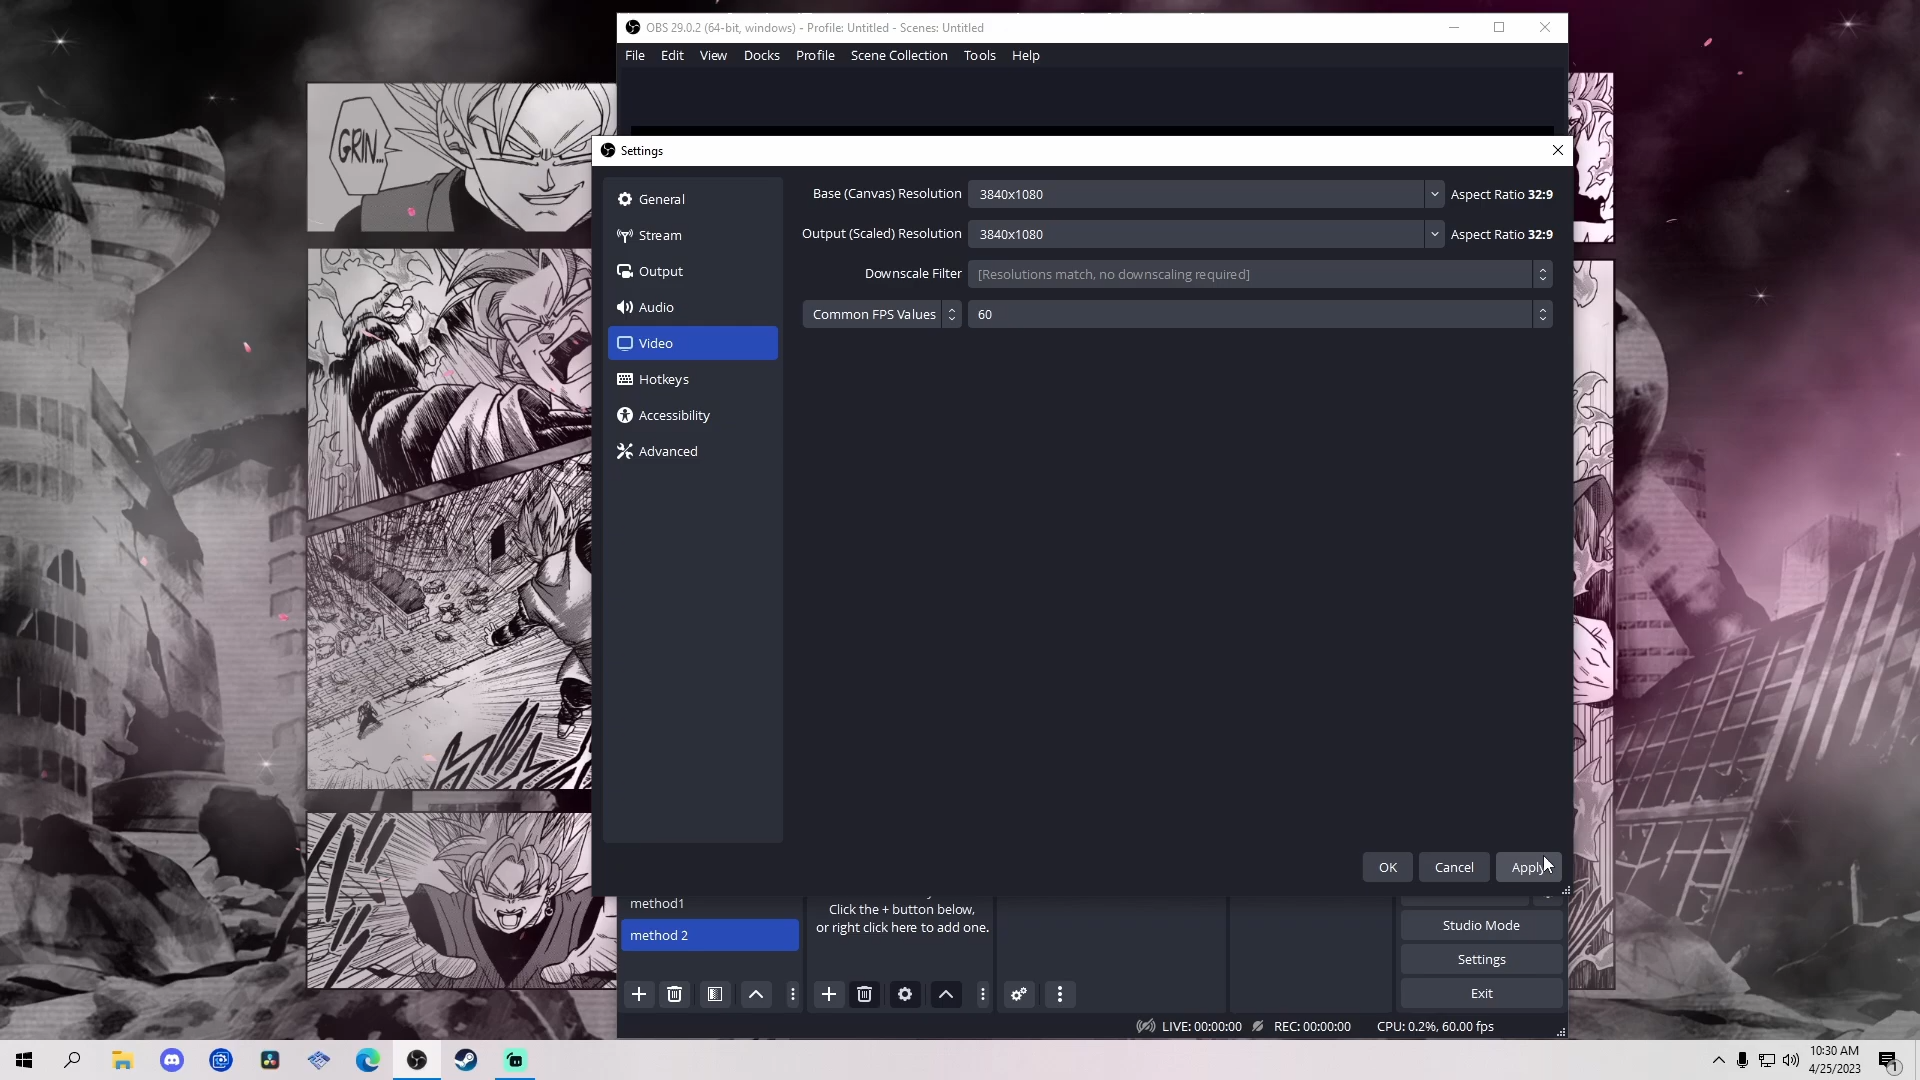 OBS 29.0.2 (64-bit, windows) - Profile: Untitled - Scenes: Untitled
File Edit View Docks Profile Scene Collection Tools Help
GRIN...
Settings
General
Stream
Output
Audio
Video
Hotkeys
Accessibility
Advanced
Base (Canvas) Resolution 3840x1080 Aspect Ratio 32:9
Output (Scaled) Resolution 3840x1080 Aspect Ratio 32:9
Downscale Filter [Resolutions match, no downscaling required]
Common FPS Values 60
OK Cancel Apply
method1
method 2
Click the + button below,
or right click here to add one.
Studio Mode
Settings
Exit
LIVE: 00:00:00 REC: 00:00:00 CPU: 0.2%, 60.00 fps
10:30 AM
4/25/2023
1